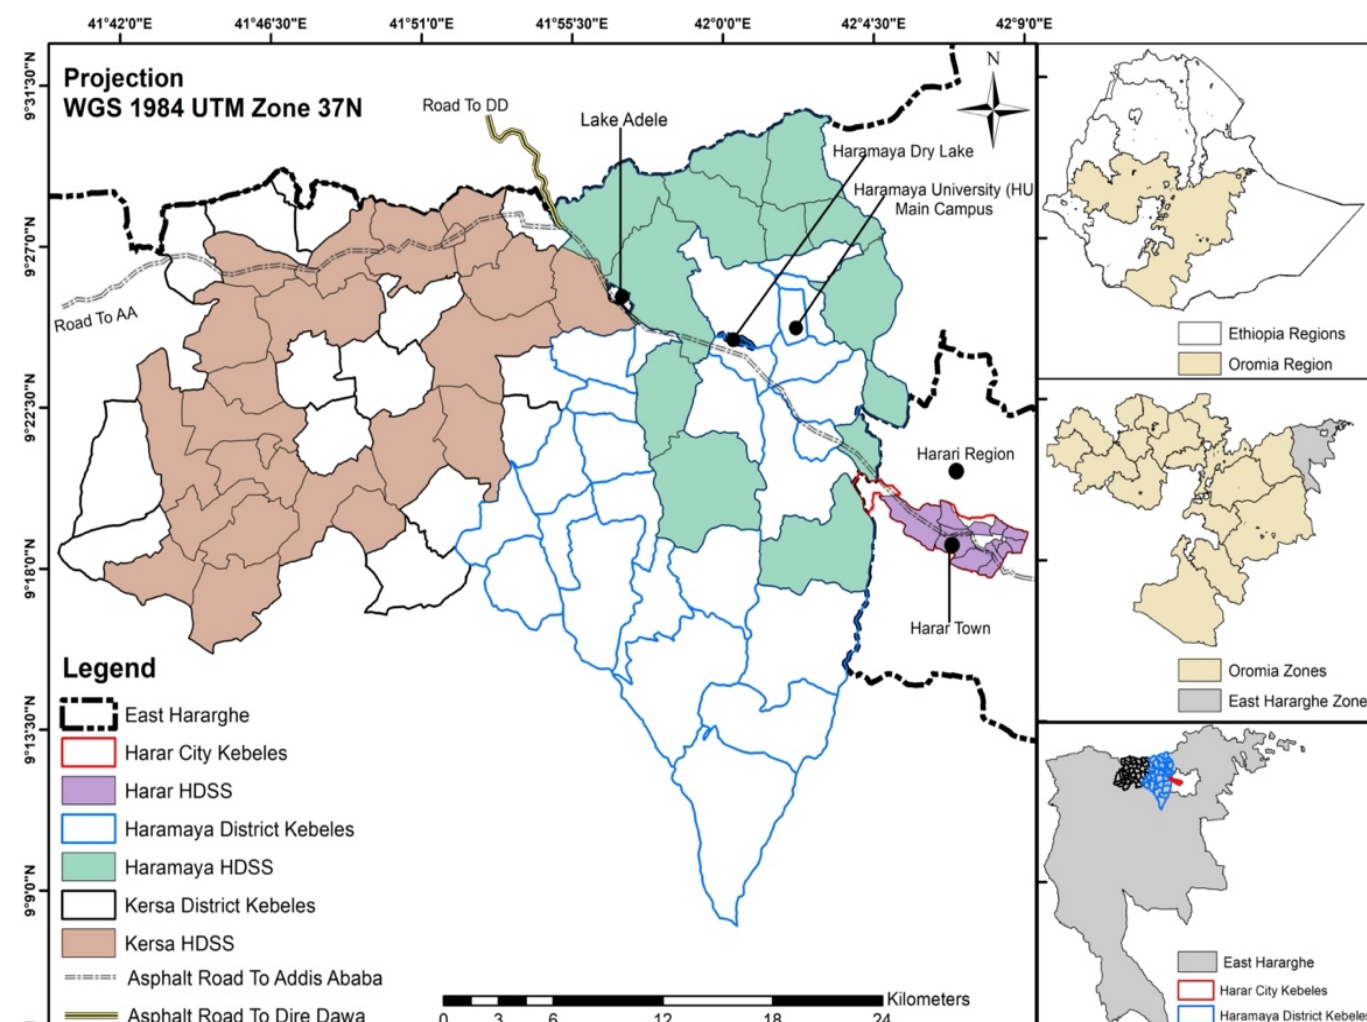 41°42'0"E 41°46'30"E 41°51'0"E 41°55'30"E 42°0'0"E 42°4'30"E 42°9'0"E
9°31'30"N
9°27'0"N
9°22'30"N
9°18'0"N
9°13'30"N
9°9'0"N
Projection
WGS 1984 UTM Zone 37N
Road To DD
Lake Adele
N
Haramaya Dry Lake
Haramaya University (HU
Main Campus
Road To AA
Harari Region
Harar Town
Legend
East Hararghe
Harar City Kebeles
Harar HDSS
Haramaya District Kebeles
Haramaya HDSS
Kersa District Kebeles
Kersa HDSS
Asphalt Road To Addis Ababa
Asphalt Road To Dire Dawa
Kilometers
0 3 6 12 18 24
Ethiopia Regions
Oromia Region
Oromia Zones
East Hararghe Zone
East Hararghe
Harar City Kebeles
Haramaya District Kebeles